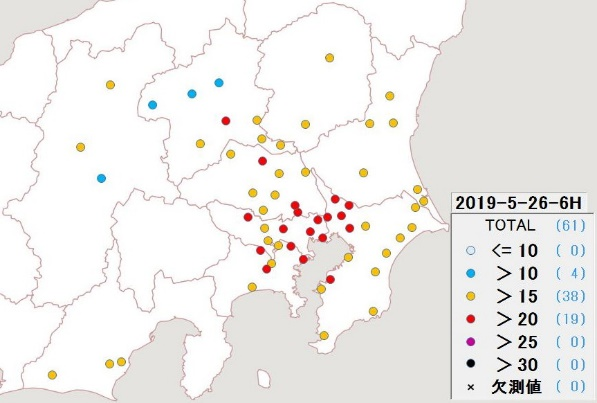 2019-5-26-6H
TOTAL (61)
<= 10 ( 0)
> 10 ( 4)
> 15 (38)
> 20 (19)
> 25 ( 0)
> 30 ( 0)
× 欠測値 ( 0)